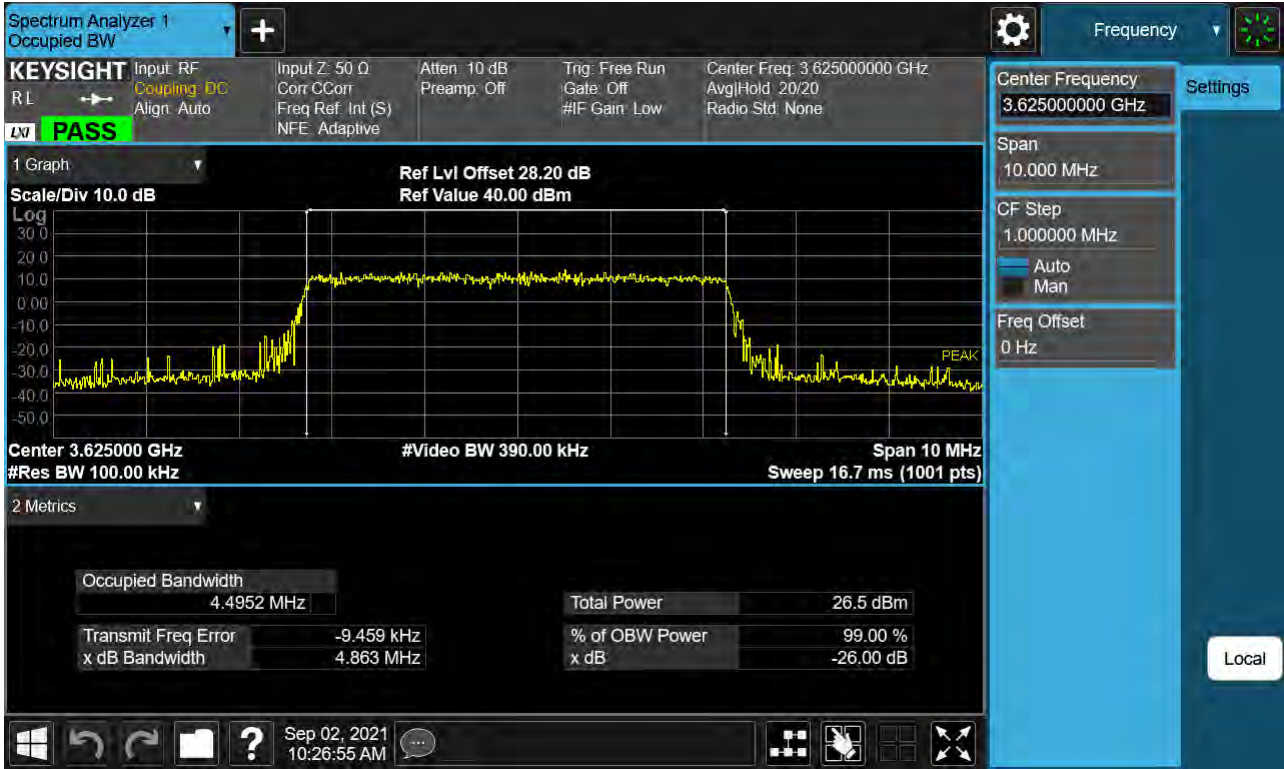 Spectrum Analyzer 1
Occupied BW
Frequency
KEYSIGHT
R L
LXI
PASS
Input: RF
Coupling: DC
Align: Auto
Input Z: 50 Ω
Corr CCorr
Freq Ref: Int (S)
NFE: Adaptive
Atten: 10 dB
Preamp: Off
Trig: Free Run
Gate: Off
#IF Gain: Low
Center Freq: 3.625000000 GHz
Avg|Hold: 20/20
Radio Std: None
1 Graph
Scale/Div 10.0 dB
Ref Lvl Offset 28.20 dB
Ref Value 40.00 dBm
Log
30.0
20.0
10.0
0.00
-10.0
-20.0
-30.0
-40.0
-50.0
PEAK
Center 3.625000 GHz
#Video BW 390.00 kHz
Span 10 MHz
#Res BW 100.00 kHz
Sweep 16.7 ms (1001 pts)
2 Metrics
Occupied Bandwidth
4.4952 MHz
Total Power 26.5 dBm
Transmit Freq Error -9.459 kHz
% of OBW Power 99.00 %
x dB Bandwidth 4.863 MHz
x dB -26.00 dB
Center Frequency
3.625000000 GHz
Settings
Span
10.000 MHz
CF Step
1.000000 MHz
Auto
Man
Freq Offset
0 Hz
Local
?
Sep 02, 2021
10:26:55 AM